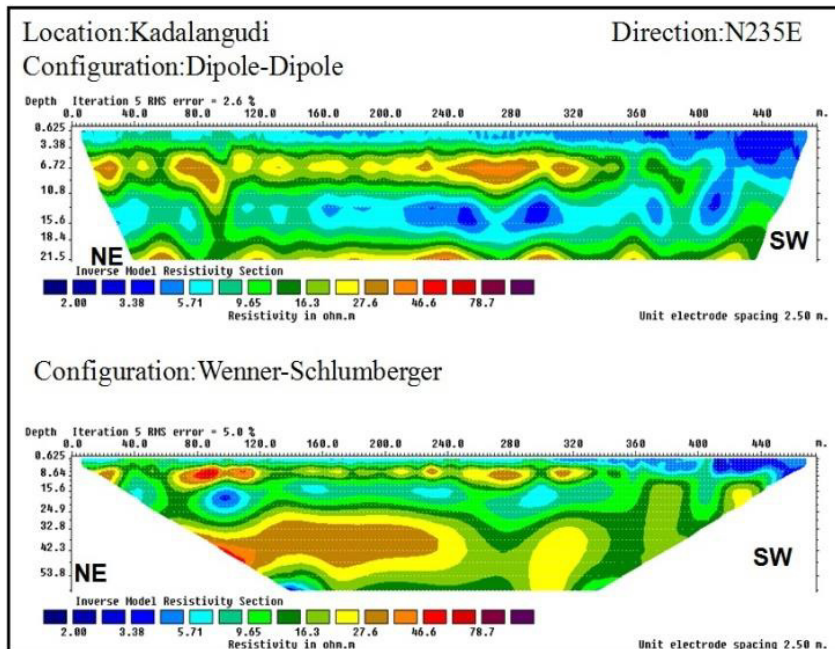 Location:Kadalangudi Direction:N235E
Configuration:Dipole-Dipole
Depth Iteration 5 RMS error = 2.6 %
0.0 40.0 80.0 120.0 200.0 280.0 320 360 400 440 m.
0.625
3.38
6.72
10.8
15.6
18.4
21.5
NE
SW
Inverse Model Resistivity Section
2.00 3.38 5.71 9.65 16.3 27.6 46.6 78.7
Resistivity in ohm.m Unit electrode spacing 2.50 m.
Configuration:Wenner-Schlumberger
Depth Iteration 5 RMS error = 5.0 %
0.0 40.0 80.0 120.0 200.0 280.0 320 360 400 440 m.
0.625
8.64
15.6
24.9
32.8
42.3
53.8
NE
SW
Inverse Model Resistivity Section
2.00 3.38 5.71 9.65 16.3 27.6 46.6 78.7
Resistivity in ohm.m Unit electrode spacing 2.50 m.